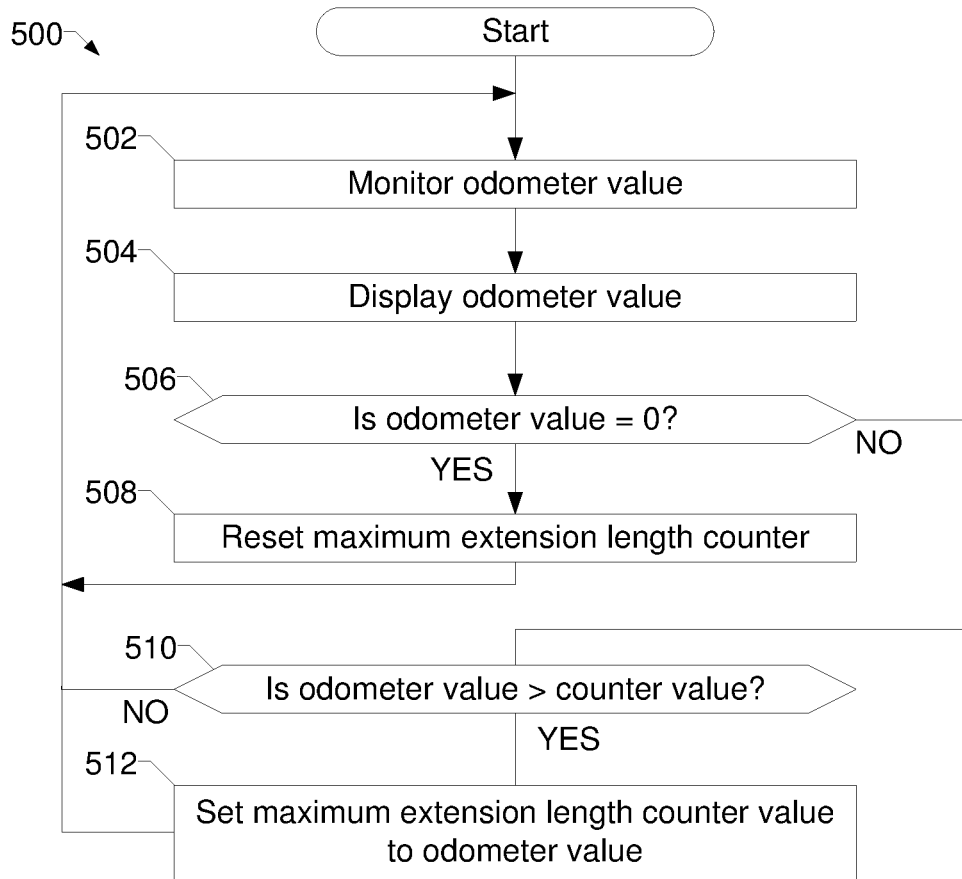 500
Start
502
Monitor odometer value
504
Display odometer value
506
Is odometer value = 0?
NO
YES
508
Reset maximum extension length counter
510
Is odometer value > counter value?
NO
YES
512
Set maximum extension length counter value
to odometer value